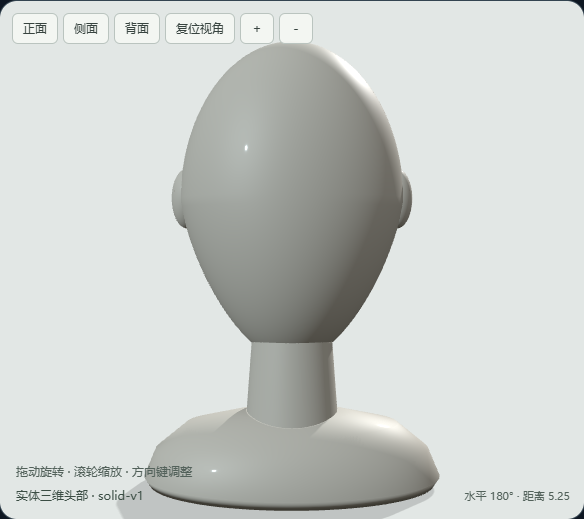 正面 侧面 背面 复位视角 + -
拖动旋转 · 滚轮缩放 · 方向键调整
实体三维头部 · solid-v1
水平 180° · 距离 5.25